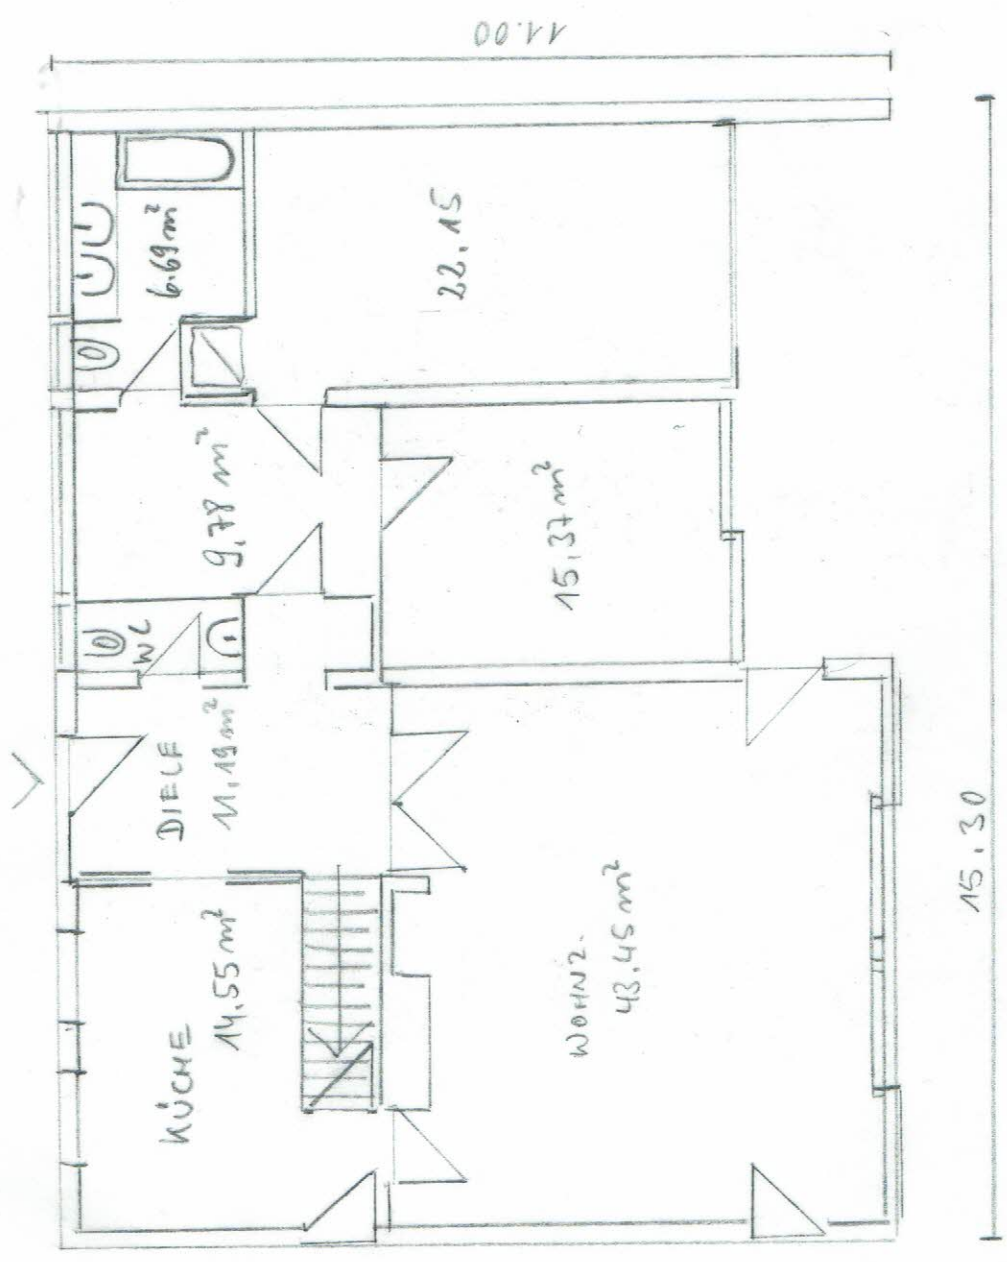 11.00
6.69 m²
22.15
9,78 m²
15.37 m²
WC
DIELE
11,19 m²
15.30
KÜCHE
14.55 m²
WOHNZ.
43.45 m²